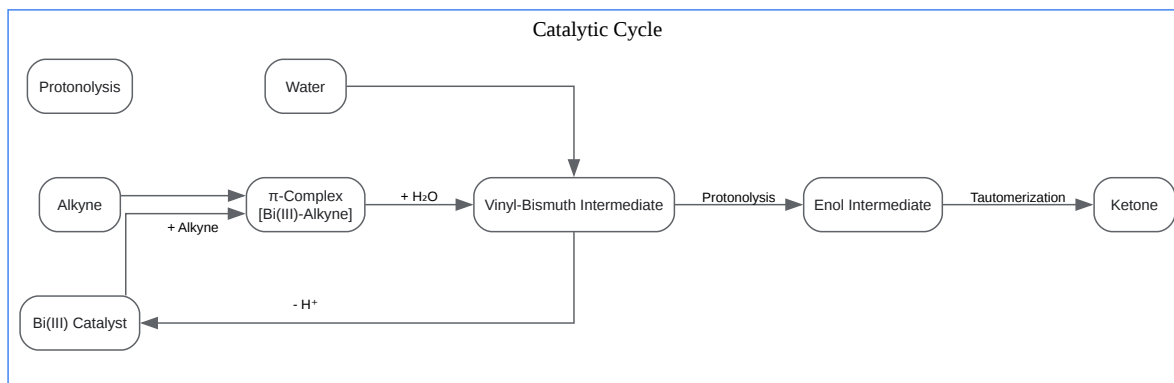 Catalytic Cycle
Protonolysis
Water
Alkyne
π-Complex
[Bi(III)-Alkyne]
+ H₂O
Vinyl-Bismuth Intermediate
Protonolysis
Enol Intermediate
Tautomerization
Ketone
+ Alkyne
- H⁺
Bi(III) Catalyst